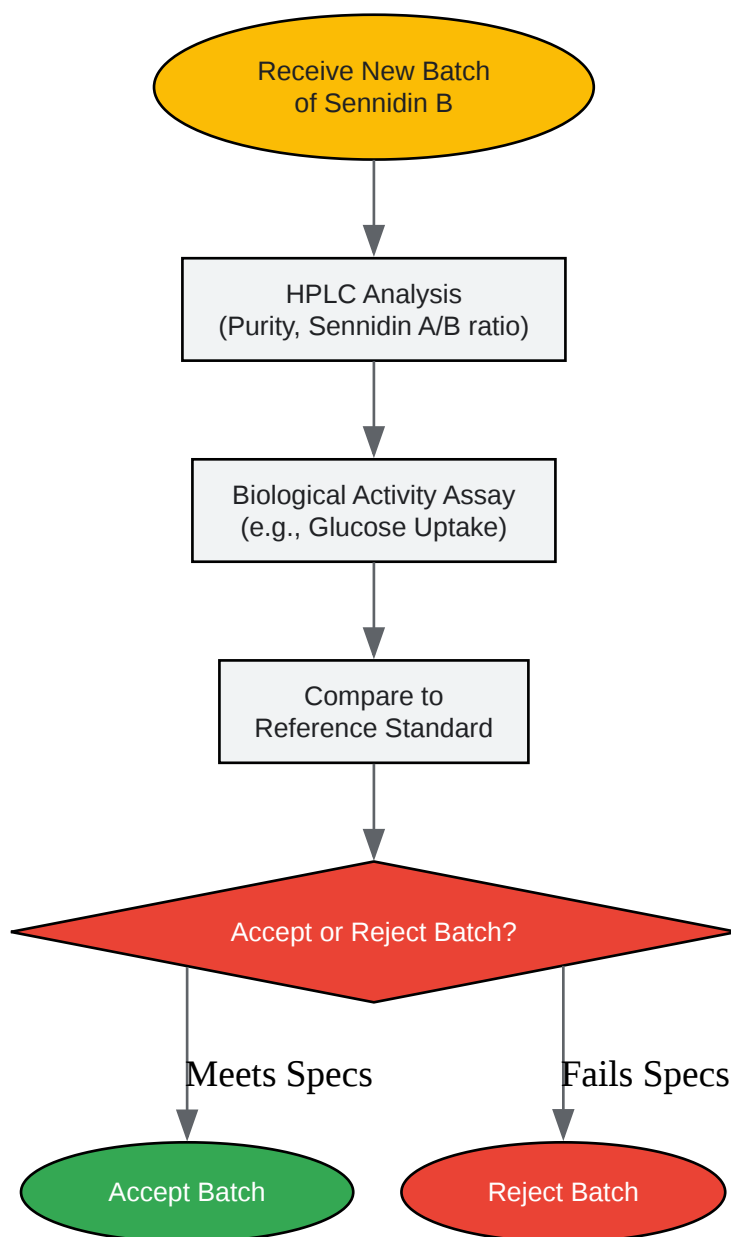 Receive New Batch
of Sennidin B
HPLC Analysis
(Purity, Sennidin A/B ratio)
Biological Activity Assay
(e.g., Glucose Uptake)
Compare to
Reference Standard
Accept or Reject Batch?
Meets Specs
Fails Specs
Accept Batch
Reject Batch